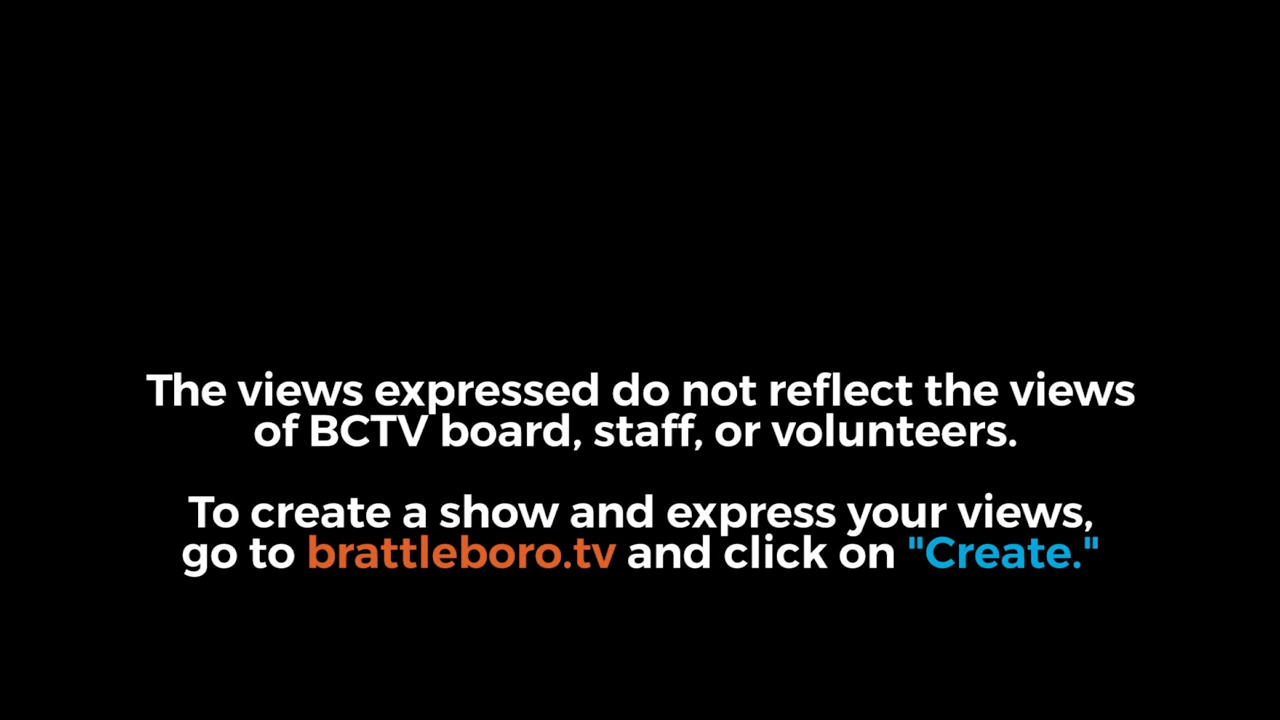 The views expressed do not reflect the views
of BCTV board, staff, or volunteers.
To create a show and express your views,
go to brattleboro.tv and click on "Create."